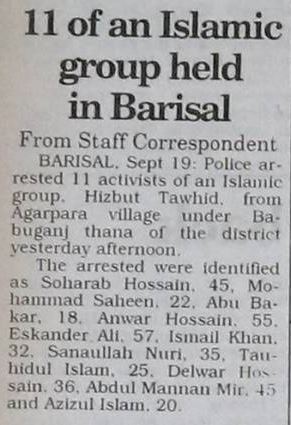 11 of an Islamic
group held
in Barisal
From Staff Correspondent
BARISAL, Sept 19: Police ar-
rested 11 activists of an Islamic
group, Hizbut Tawhid, from
Agarpara village under Ba-
buganj thana of the district
yesterday afternoon.
The arrested were identified
as Soharab Hossain, 45, Mo-
hammad Saheen, 22, Abu Ba-
kar, 18, Anwar Hossain, 55,
Eskander Ali, 57, Ismail Khan,
32, Sanaullah Nuri, 35, Tau-
hidul Islam, 25, Delwar Hos-
sain, 36, Abdul Mannan Mir, 45
and Azizul Islam, 20.